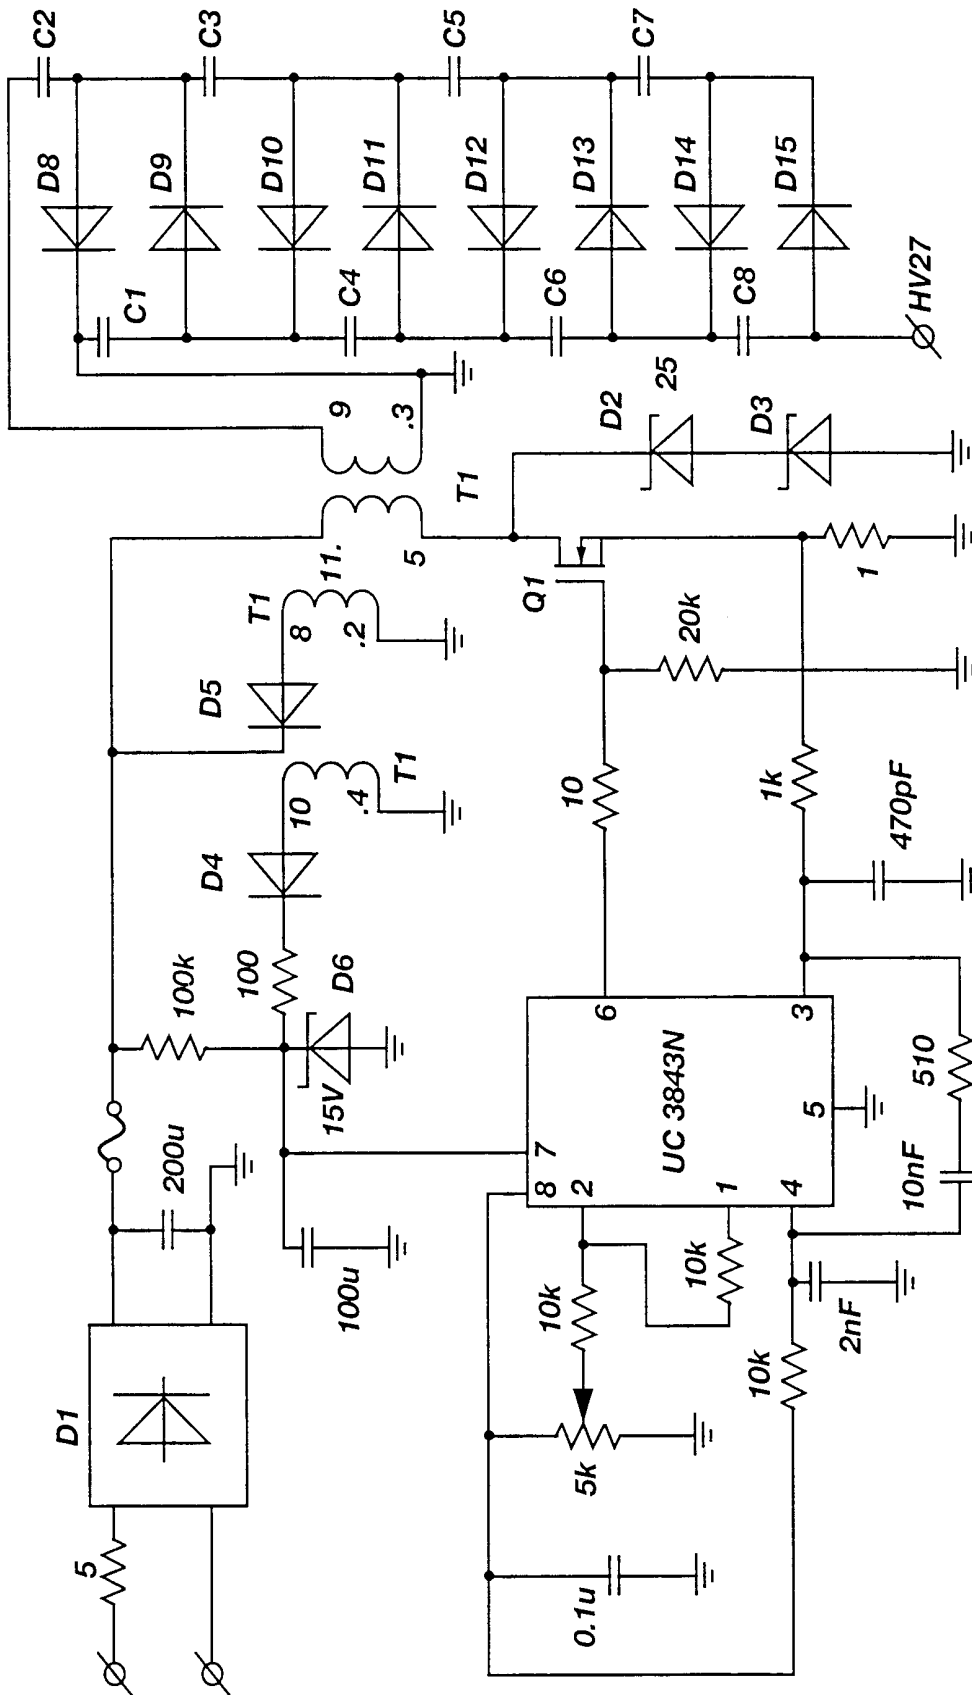 5
D1
200u
100k
100u
15V
D6
100
D4
10
.4
T1
D5
8
.2
T1
11.
5
T1
9
.3
C2
C3
C5
C7
D8
D9
D10
D11
D12
D13
D14
D15
C1
C4
C6
C8
HV27
D2
25
D3
Q1
1
20k
10
1k
470pF
UC 3843N
7
8
2
1
4
5
6
3
10k
10k
5k
0.1u
10k
2nF
10nF
510